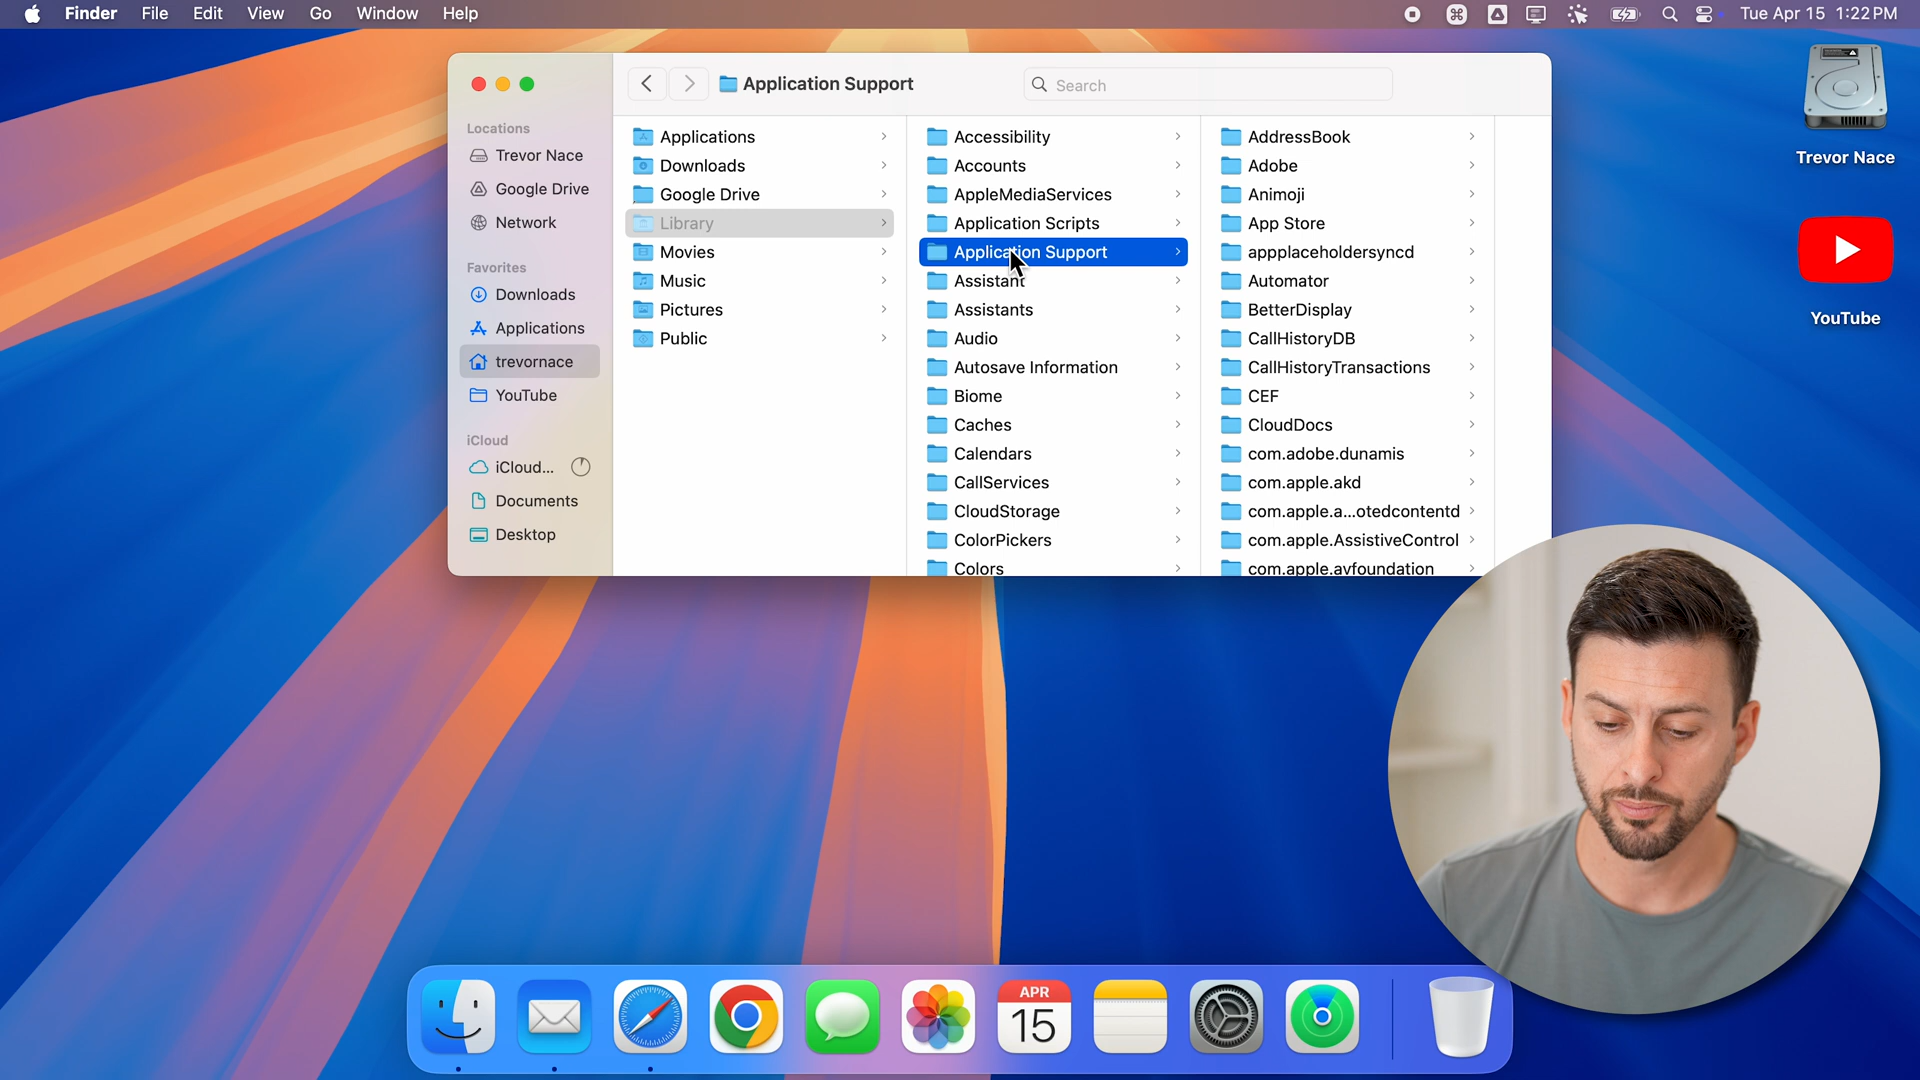 Finder File Edit View Go Window Help
Tue Apr 15 1:22 PM
Application Support
Search
Locations
Trevor Nace
Google Drive
Network
Favorites
Downloads
Applications
trevornace
YouTube
iCloud
iCloud...
Documents
Desktop
Applications
Downloads
Google Drive
Library
Movies
Music
Pictures
Public
Accessibility
Accounts
AppleMediaServices
Application Scripts
Application Support
Assistant
Assistants
Audio
Autosave Information
Biome
Caches
Calendars
CallServices
CloudStorage
ColorPickers
Colors
AddressBook
Adobe
Animoji
App Store
appplaceholdersyncd
Automator
BetterDisplay
CallHistoryDB
CallHistoryTransactions
CEF
CloudDocs
com.adobe.dunamis
com.apple.akd
com.apple.a...otedcontentd
com.apple.AssistiveControl
com.apple.avfoundation
Trevor Nace
YouTube
APR
15